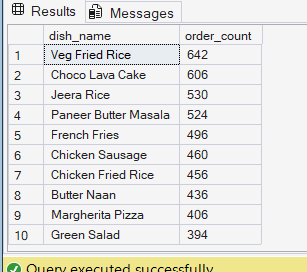 Results Messages
dish_name order_count
1 Veg Fried Rice 642
2 Choco Lava Cake 606
3 Jeera Rice 530
4 Paneer Butter Masala 524
5 French Fries 496
6 Chicken Sausage 460
7 Chicken Fried Rice 456
8 Butter Naan 436
9 Margherita Pizza 406
10 Green Salad 394
Query executed successfully